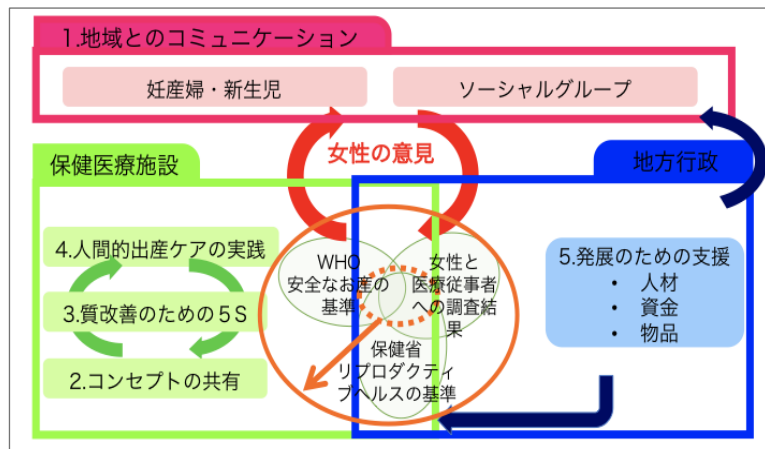 1.地域とのコミュニケーション
妊産婦・新生児
ソーシャルグループ
女性の意見
保健医療施設
地方行政
4.人間的出産ケアの実践
3.質改善のための５S
2.コンセプトの共有
WHO
安全なお産の
基準
女性と
医療従事者
への調査結
果
保健省
リプロダクティ
ブヘルスの基準
5.発展のための支援
• 人材
• 資金
• 物品